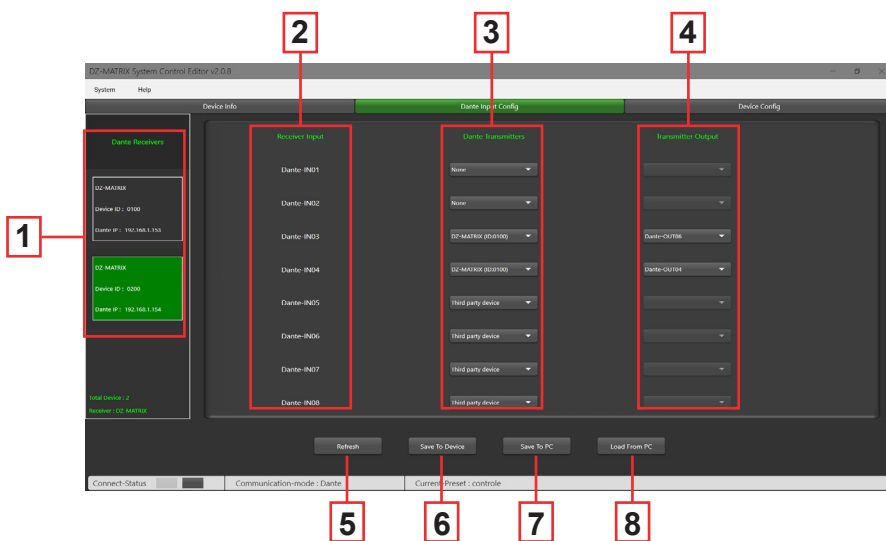 2
3
4
DZ-MATRIX System Control Editor v2.0.8
System Help
Device Info Dante Input Config Device Config
Dante Receivers
Receiver Input Dante Transmitters Transmitter Output
Dante-IN01 None
DZ-MATRIX
Device ID : 0100
Dante IP : 192.168.1.153
Dante-IN02 None
1
Dante-IN03 DZ-MATRIX (ID:0100) Dante-OUT06
DZ-MATRIX
Device ID : 0200
Dante IP : 192.168.1.154
Dante-IN04 DZ-MATRIX (ID:0100) Dante-OUT04
Dante-IN05 Third party device
Dante-IN06 Third party device
Dante-IN07 Third party device
Dante-IN08 Third party device
Total Device : 2
Receiver : DZ-MATRIX
Refresh Save To Device Save To PC Load From PC
Connect-Status Communication-mode : Dante Current-Preset : controle
5
6
7
8